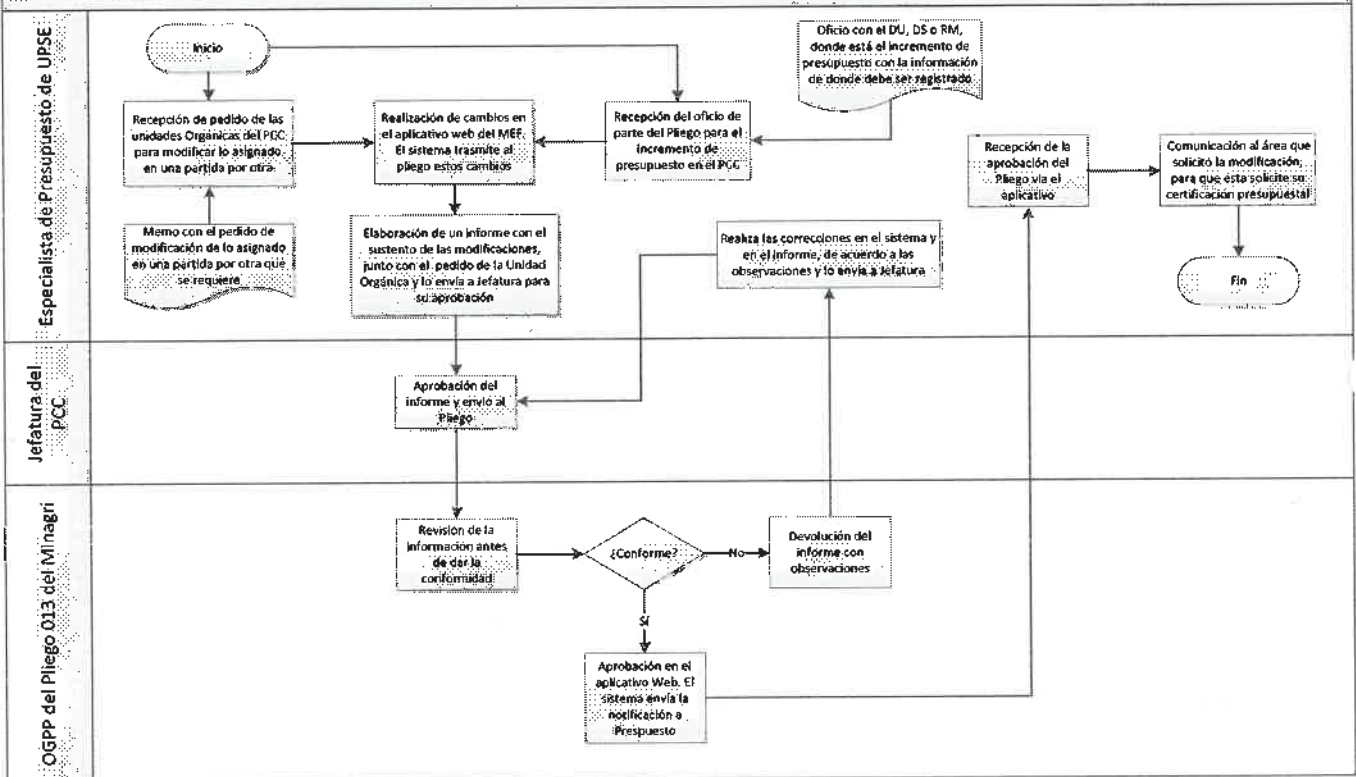 Especialista de Presupuesto de UPSE
Inicio
Oficio con el DU, DS o RM,
donde está el incremento de
presupuesto con la información
de donde debe ser registrado
Recepción de pedido de las
unidades Orgánicas del PCC
para modificar lo asignado
en una partida por otra
Realización de cambios en
el aplicativo web del MEF.
El sistema trasmite al
pliego estos cambios
Recepción del oficio de
parte del Pliego para el
incremento de
presupuesto en el PCC
Recepción de la
aprobación del
Pliego vía el
aplicativo
Comunicación al área que
solicitó la modificación,
para que ésta solicite su
certificación presupuestal
Memo con el pedido de
modificación de lo asignado
en una partida por otra que
se requiere
Elaboración de un informe con el
sustento de las modificaciones,
junto con el pedido de la Unidad
Orgánica y lo envía a Jefatura para
su aprobación
Realiza las correcciones en el sistema y
en el informe, de acuerdo a las
observaciones y lo envía a Jefatura
Fin
Jefatura del
PCC
Aprobación del
informe y envió al
Pliego
OGPP del Pliego 013 del Minagri
Revisión de la
información antes
de dar la
conformidad
¿Conforme?
No
Devolución del
informe con
observaciones
Sí
Aprobación en el
aplicativo Web. El
sistema envía la
notificación a
Prespuesto